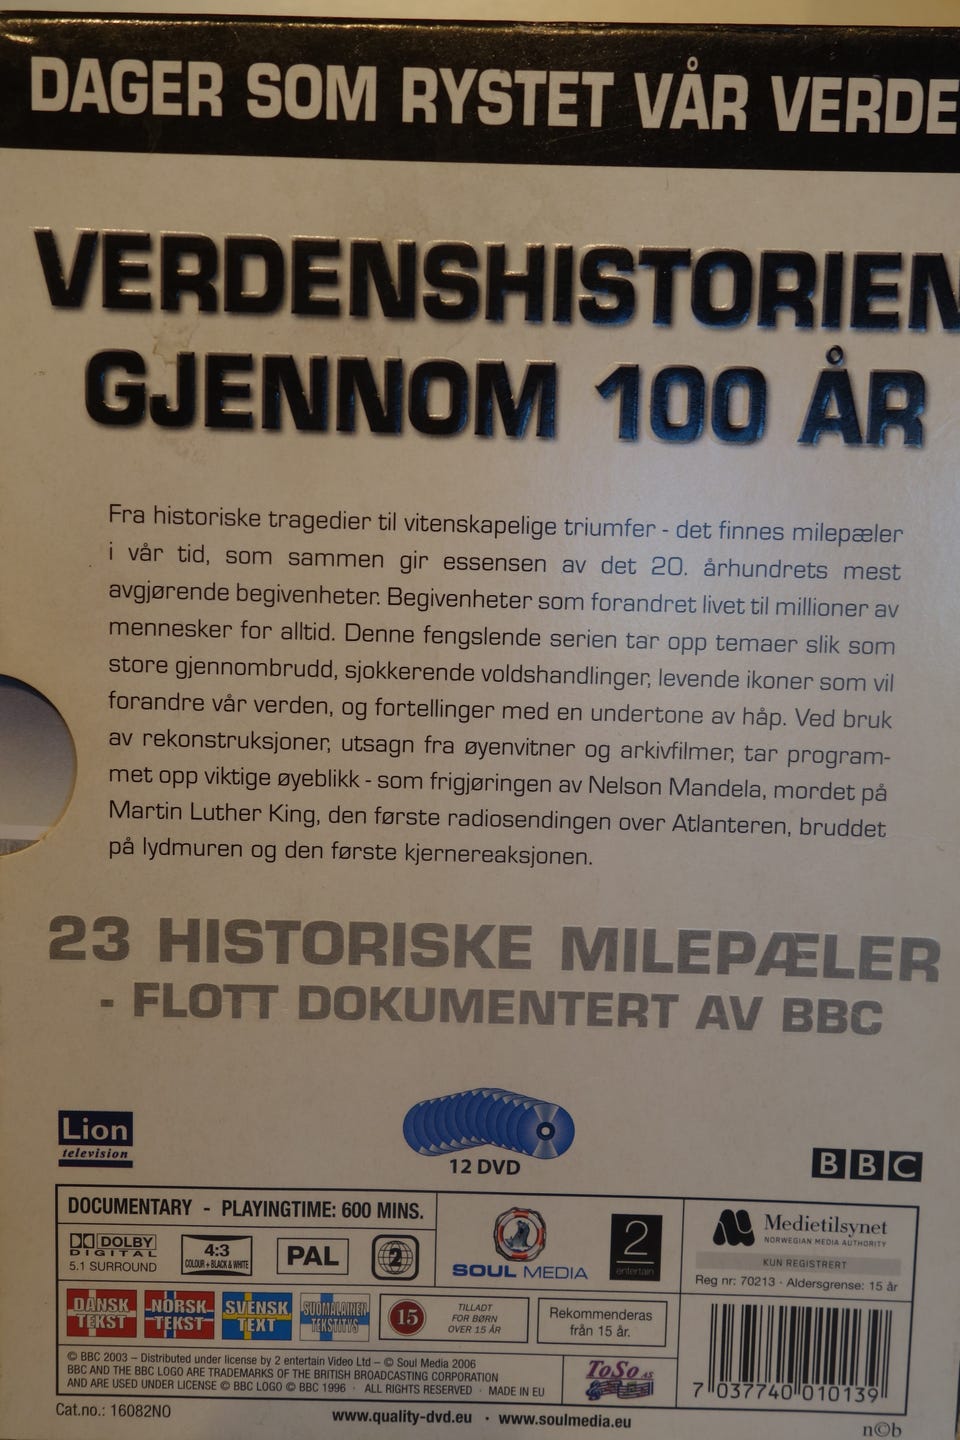 DAGER SOM RYSTET VÅR VERDE
VERDENSHISTORIEN
GJENNOM 100 ÅR
Fra historiske tragedier til vitenskapelige triumfer - det finnes milepæler
i vår tid, som sammen gir essensen av det 20. århundrets mest
avgjørende begivenheter. Begivenheter som forandret livet til millioner av
mennesker for alltid. Denne fengslende serien tar opp temaer slik som
store gjennombrudd, sjokkerende voldshandlinger, levende ikoner som vil
forandre vår verden, og fortellinger med en undertone av håp. Ved bruk
av rekonstruksjoner, utsagn fra øyenvitner og arkivfilmer, tar program-
met opp viktige øyeblikk - som frigjøringen av Nelson Mandela, mordet på
Martin Luther King, den første radiosendingen over Atlanteren, bruddet
på lydmuren og den første kjernereaksjonen.
23 HISTORISKE MILEPÆLER
- FLOTT DOKUMENTERT AV BBC
Lion
television
12 DVD
BBC
DOCUMENTARY - PLAYINGTIME: 600 MINS.
DOLBY
DIGITAL
5.1 SURROUND
4:3
COLOUR + BLACK & WHITE
PAL
2
SOUL MEDIA
2
entertain
Medietilsynet
NORWEGIAN MEDIA AUTHORITY
KUN REGISTRERT
Reg nr: 70213 · Aldersgrense: 15 år
DANSK TEKST
NORSK TEKST
SVENSK TEXT
SUOMALAINEN TEKSTITYS
15
TILLADT
FOR BØRN
OVER 15 ÅR
Rekommenderas
från 15 år.
© BBC 2003 – Distributed under license by 2 entertain Video Ltd – © Soul Media 2006
BBC AND THE BBC LOGO ARE TRADEMARKS OF THE BRITISH BROADCASTING CORPORATION
AND ARE USED UNDER LICENSE © BBC LOGO © BBC 1996 · ALL RIGHTS RESERVED · MADE IN EU
ToSo AS
7 037740 010139
Cat.no.: 16082NO
www.quality-dvd.eu · www.soulmedia.eu
n©b